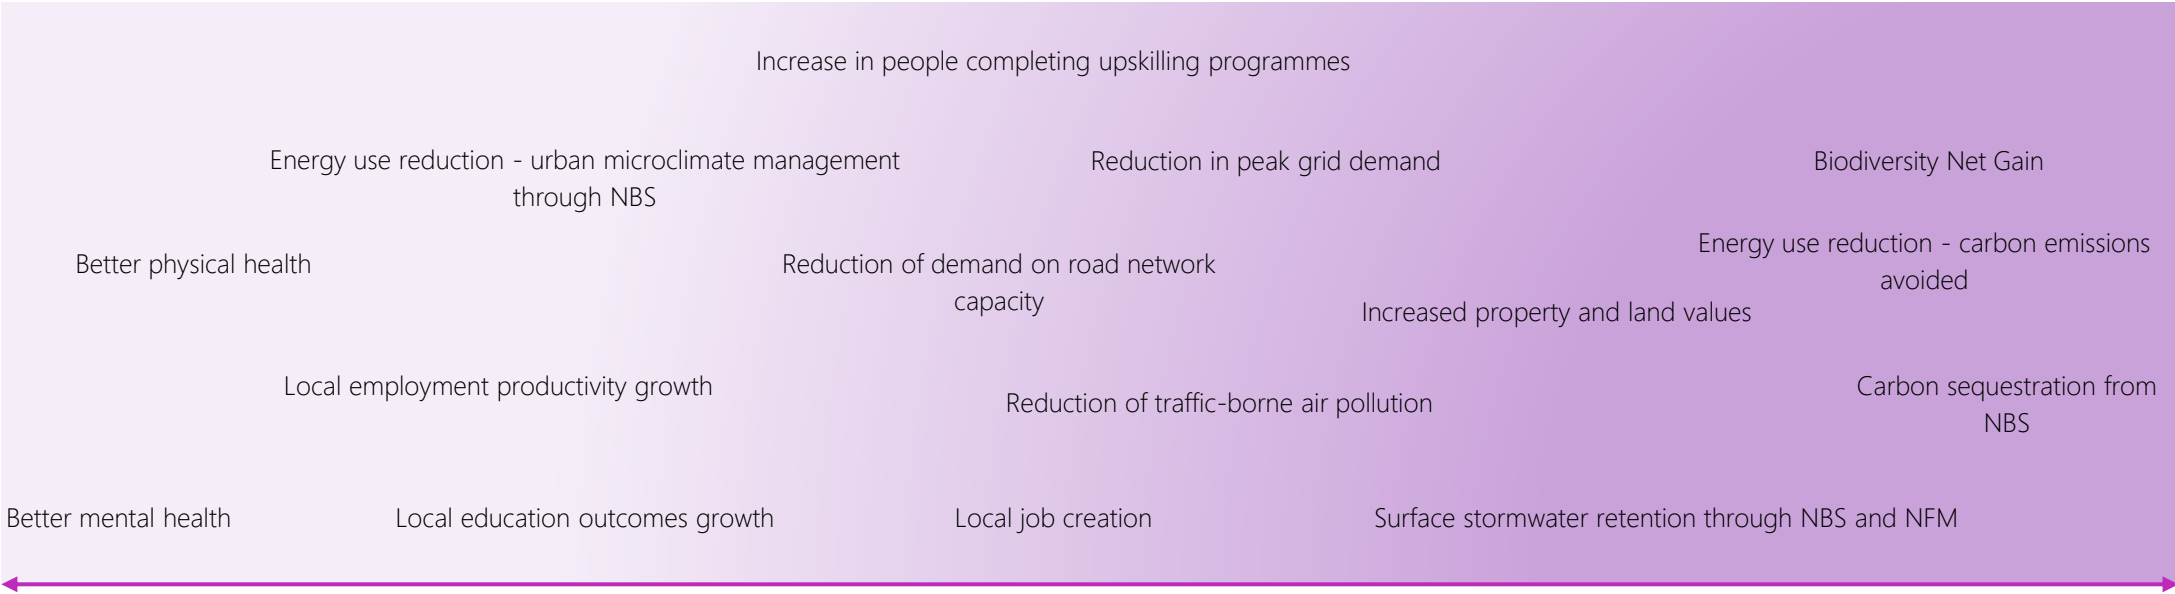 Increase in people completing upskilling programmes
Energy use reduction - urban microclimate management
through NBS
Reduction in peak grid demand
Biodiversity Net Gain
Better physical health
Reduction of demand on road network
capacity
Energy use reduction - carbon emissions
avoided
Increased property and land values
Local employment productivity growth
Reduction of traffic-borne air pollution
Carbon sequestration from
NBS
Better mental health
Local education outcomes growth
Local job creation
Surface stormwater retention through NBS and NFM